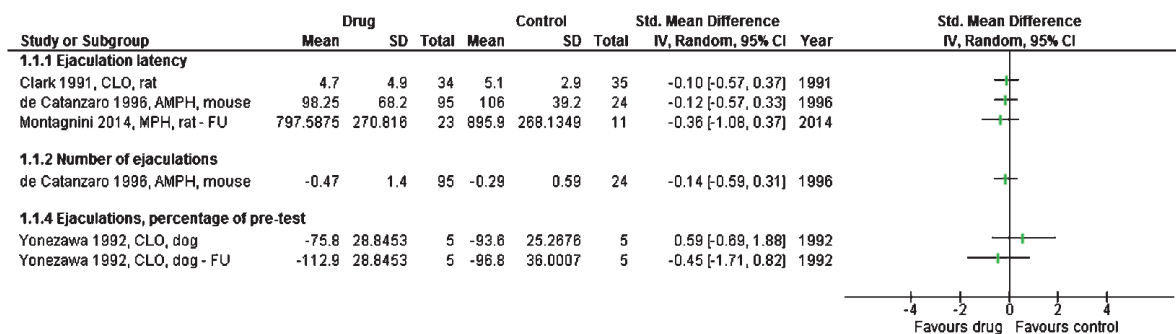 Drug Control Std. Mean Difference Std. Mean Difference
Study or Subgroup Mean SD Total Mean SD Total IV, Random, 95% CI Year IV, Random, 95% CI
1.1.1 Ejaculation latency
Clark 1991, CLO, rat 4.7 4.9 34 5.1 2.9 35 -0.10 [-0.57, 0.37] 1991
de Catanzaro 1996, AMPH, mouse 98.25 68.2 95 106 39.2 24 -0.12 [-0.57, 0.33] 1996
Montagnini 2014, MPH, rat - FU 797.5875 270.816 23 895.9 268.1349 11 -0.36 [-1.08, 0.37] 2014
1.1.2 Number of ejaculations
de Catanzaro 1996, AMPH, mouse -0.47 1.4 95 -0.29 0.59 24 -0.14 [-0.59, 0.31] 1996
1.1.4 Ejaculations, percentage of pre-test
Yonezawa 1992, CLO, dog -75.8 28.8453 5 -93.6 25.2676 5 0.59 [-0.69, 1.88] 1992
Yonezawa 1992, CLO, dog - FU -112.9 28.8453 5 -96.8 36.0007 5 -0.45 [-1.71, 0.82] 1992
-4 -2 0 2 4
Favours drug Favours control